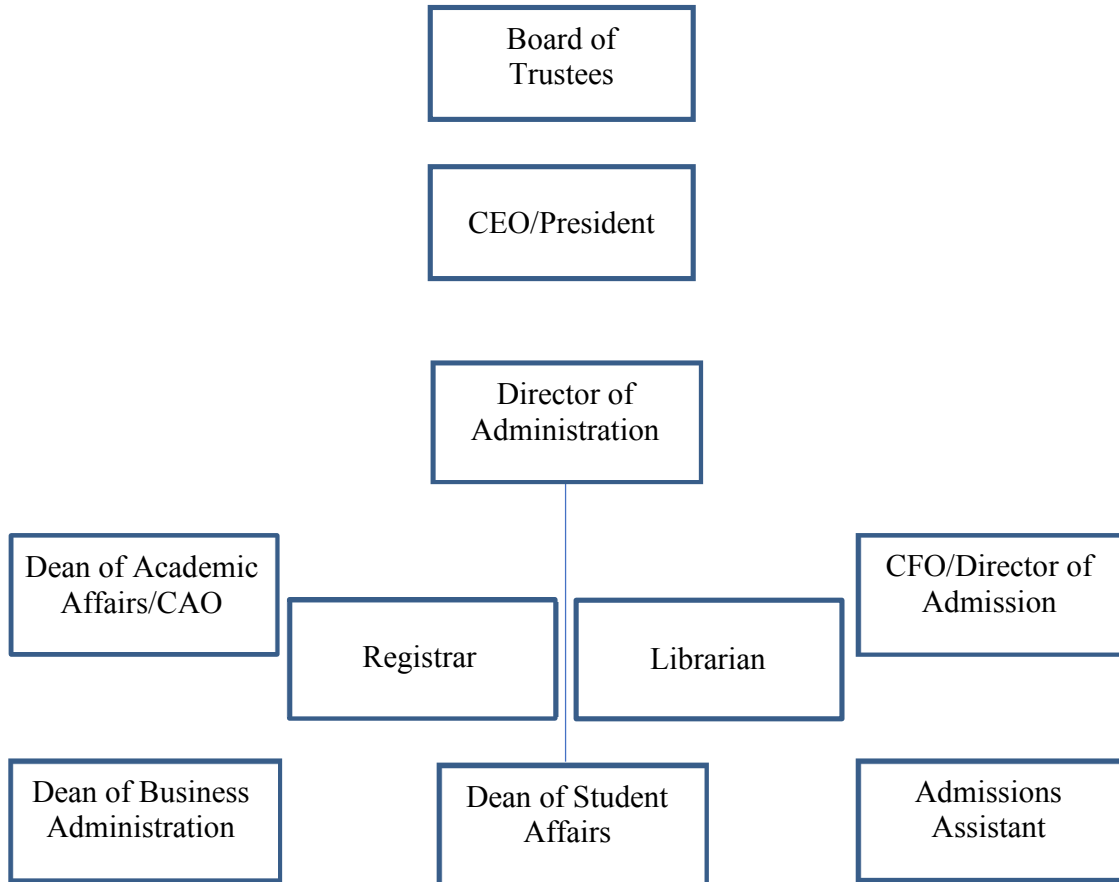 Board of
Trustees
CEO/President
Director of
Administration
Dean of Academic
Affairs/CAO
CFO/Director of
Admission
Registrar
Librarian
Dean of Business
Administration
Dean of Student
Affairs
Admissions
Assistant